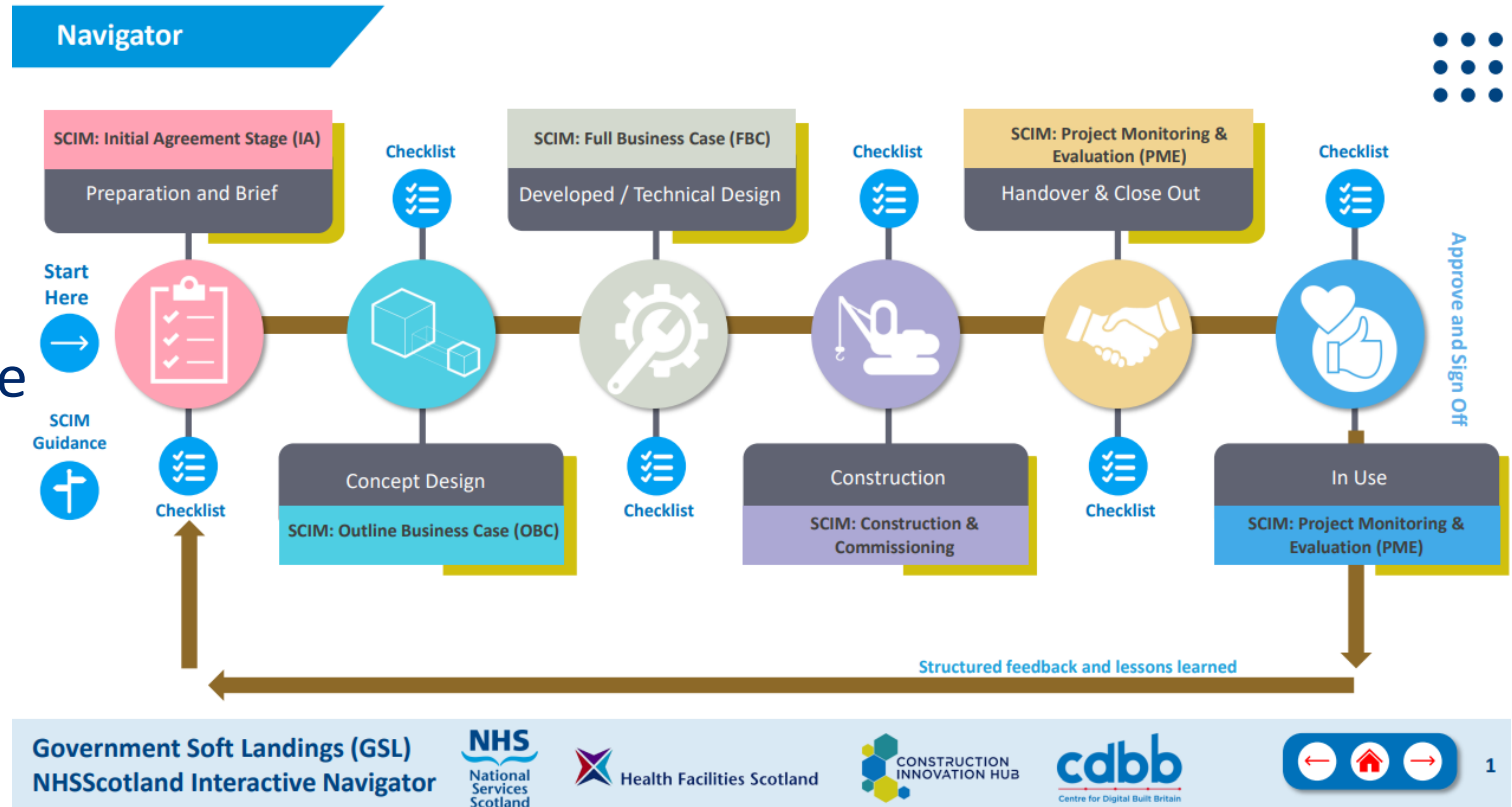 Navigator
SCIM: Initial Agreement Stage (IA)
Preparation and Brief
Checklist
SCIM: Full Business Case (FBC)
Developed / Technical Design
Checklist
SCIM: Project Monitoring &
Evaluation (PME)
Handover & Close Out
Checklist
Start
Here
Approve and Sign Off
e
SCIM
Guidance
Checklist
Concept Design
SCIM: Outline Business Case (OBC)
Checklist
Construction
SCIM: Construction &
Commissioning
Checklist
In Use
SCIM: Project Monitoring &
Evaluation (PME)
Structured feedback and lessons learned
Government Soft Landings (GSL)
NHSScotland Interactive Navigator
NHS
National
Services
Scotland
Health Facilities Scotland
CONSTRUCTION
INNOVATION HUB
cdbb
Centre for Digital Built Britain
1